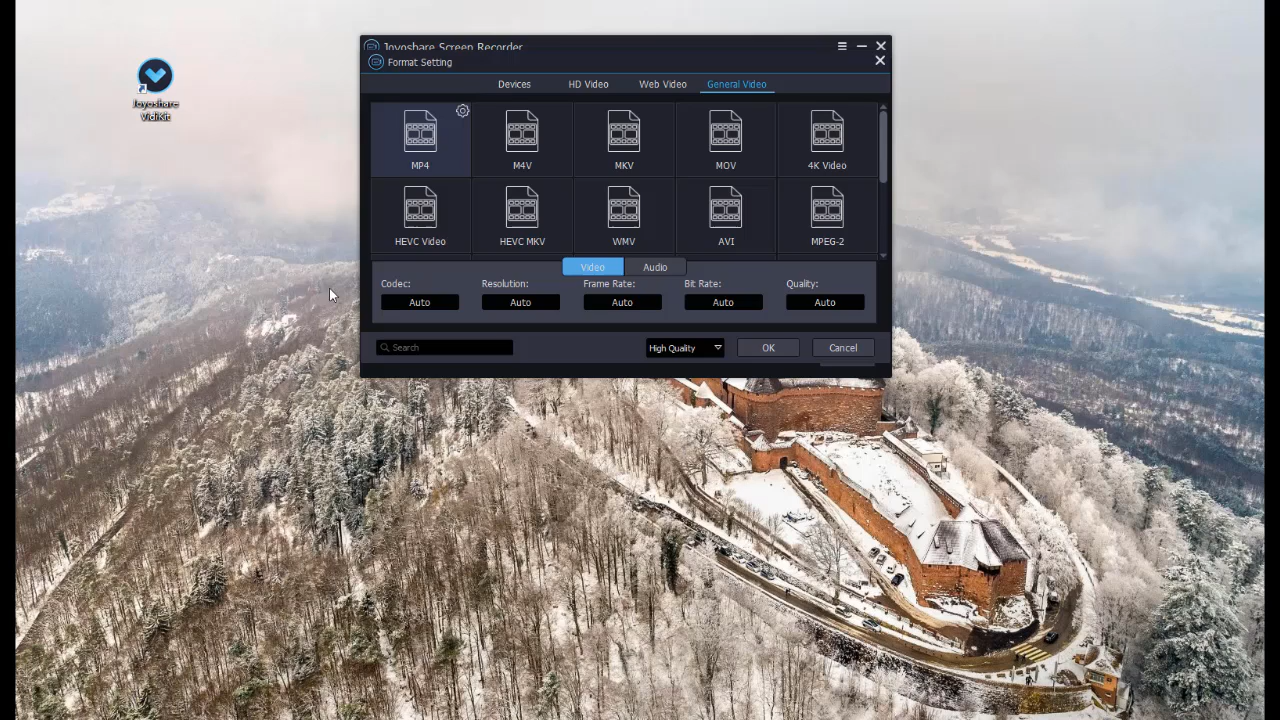 Joyoshare Screen Recorder
Format Setting
Devices
HD Video
Web Video
General Video
Joyoshare
VidiKit
MP4
M4V
MKV
MOV
4K Video
HEVC Video
HEVC MKV
WMV
AVI
MPEG-2
Video
Audio
Codec:
Resolution:
Frame Rate:
Bit Rate:
Quality:
Auto
Auto
Auto
Auto
Auto
Search
High Quality
OK
Cancel